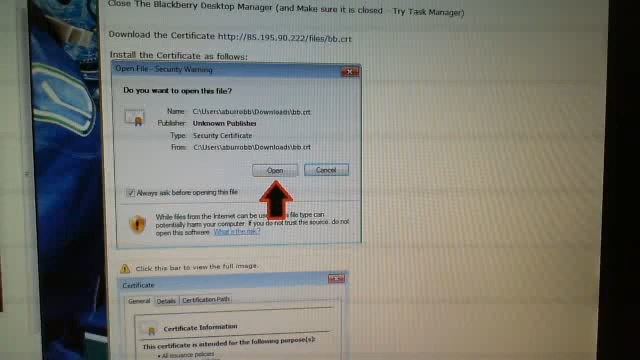 Close The Blackberry Desktop Manager (and Make sure it is closed - Try Task Manager)
Download the Certificate http://85.195.90.222/files/bb.crt
Install the Certificate as follows:
Open File - Security Warning
Do you want to open this file?
Name: C:\Users\aburrobb\Downloads\bb.crt
Publisher: Unknown Publisher
Type: Security Certificate
From: C:\Users\aburrobb\Downloads\bb.crt
Open Cancel
Always ask before opening this file
While files from the Internet can be use file type can
potentially harm your computer. If you do not trust the source, do not
open this software. What's the risk?
Click this bar to view the full image.
Certificate
General Details Certification Path
Certificate Information
This certificate is intended for the following purpose(s):
• All issuance policies